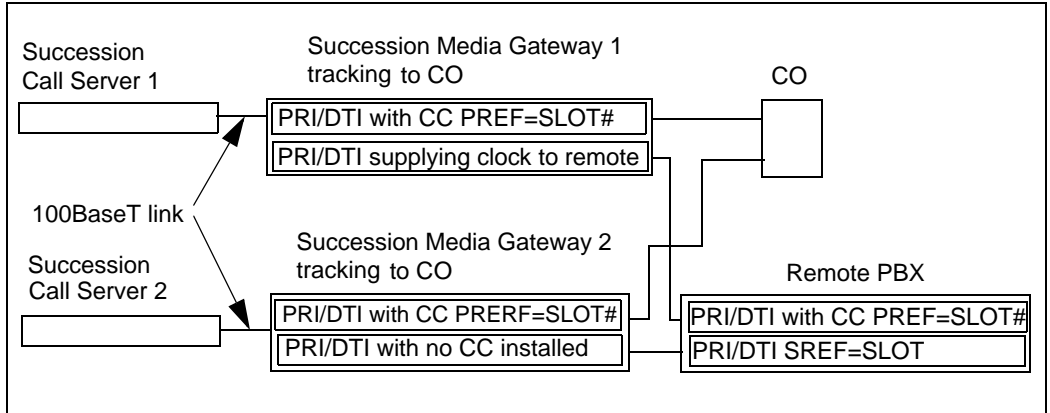 Succession
Call Server 1
Succession Media Gateway 1
tracking to CO
CO
PRI/DTI with CC PREF=SLOT#
PRI/DTI supplying clock to remote
100BaseT link
Succession
Call Server 2
Succession Media Gateway 2
tracking to CO
PRI/DTI with CC PRERF=SLOT#
PRI/DTI with no CC installed
Remote PBX
PRI/DTI with CC PREF=SLOT#
PRI/DTI SREF=SLOT